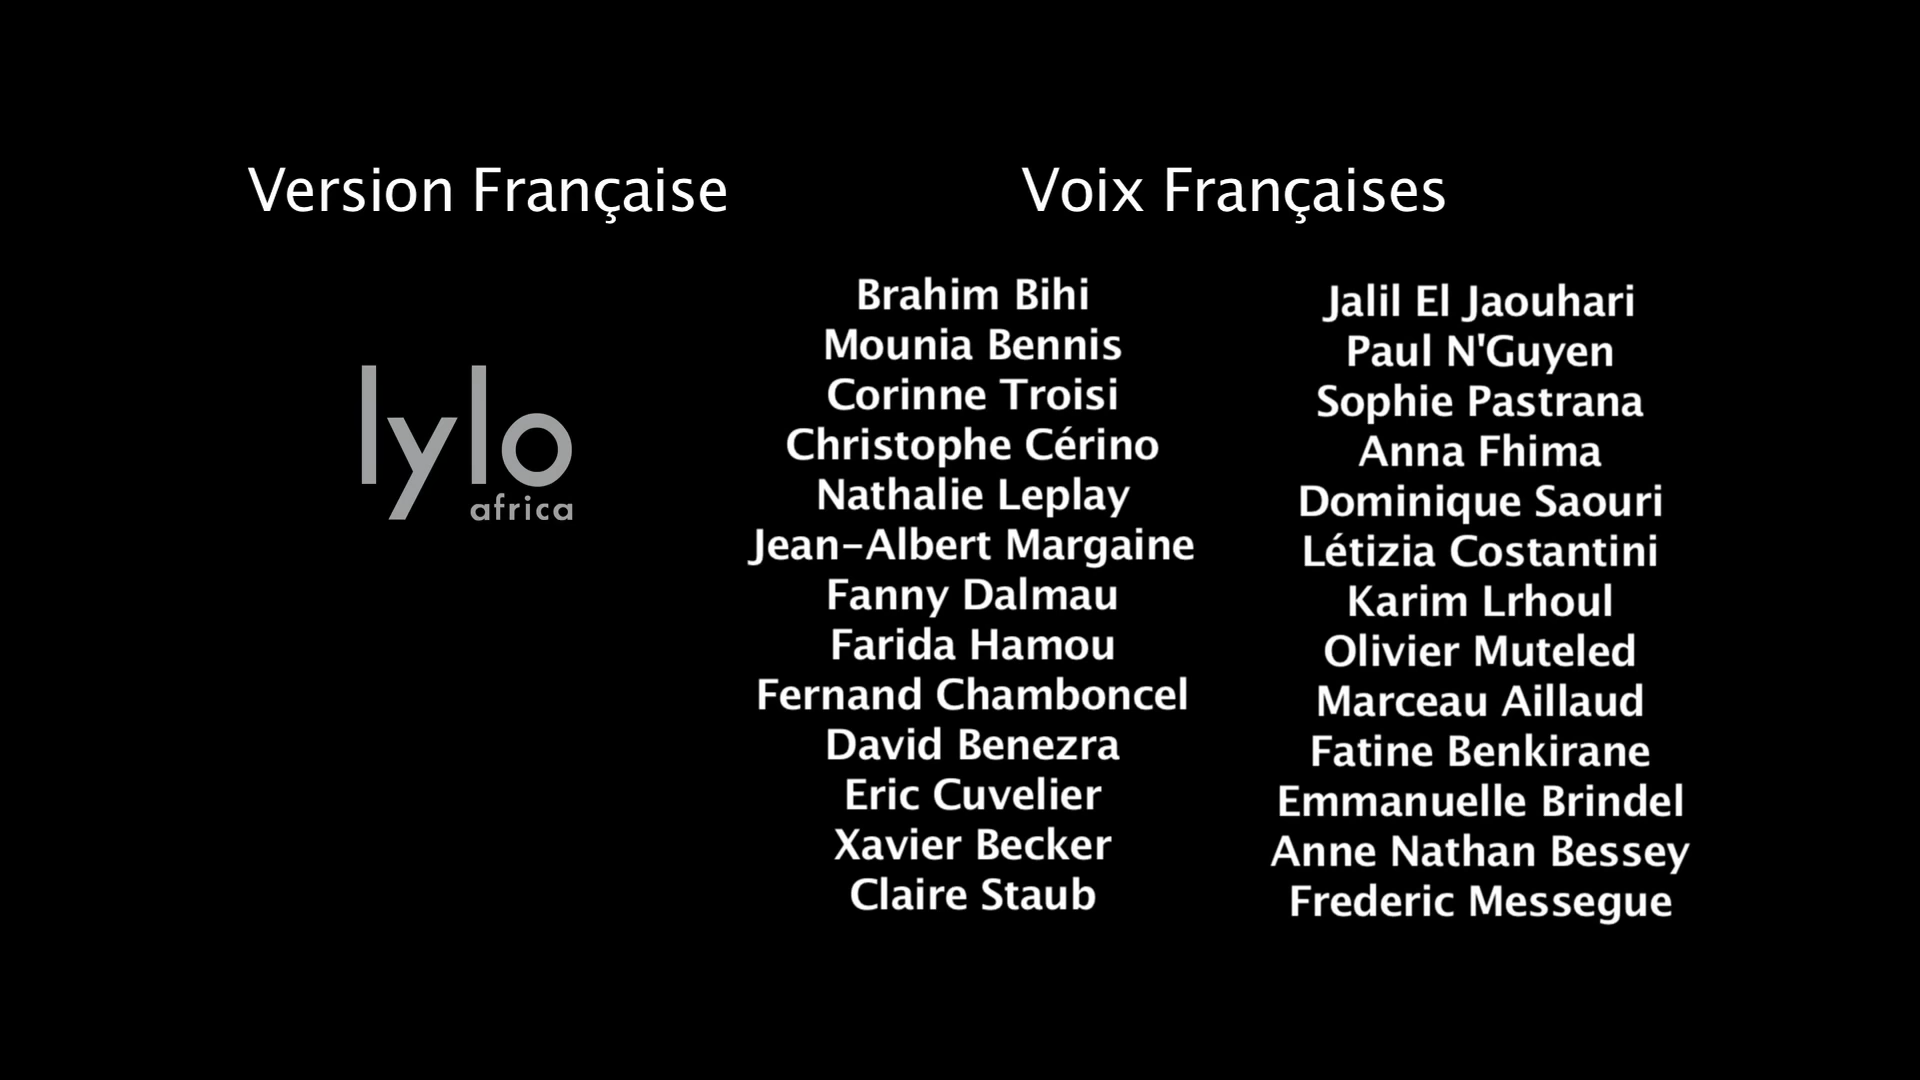 Version Française
lylo
africa
Voix Françaises
Brahim Bihi
Mounia Bennis
Corinne Troisi
Christophe Cérino
Nathalie Leplay
Jean-Albert Margaine
Fanny Dalmau
Farida Hamou
Fernand Chamboncel
David Benezra
Eric Cuvelier
Xavier Becker
Claire Staub
Jalil El Jaouhari
Paul N'Guyen
Sophie Pastrana
Anna Fhima
Dominique Saouri
Létizia Costantini
Karim Lrhoul
Olivier Muteled
Marceau Aillaud
Fatine Benkirane
Emmanuelle Brindel
Anne Nathan Bessey
Frederic Messegue